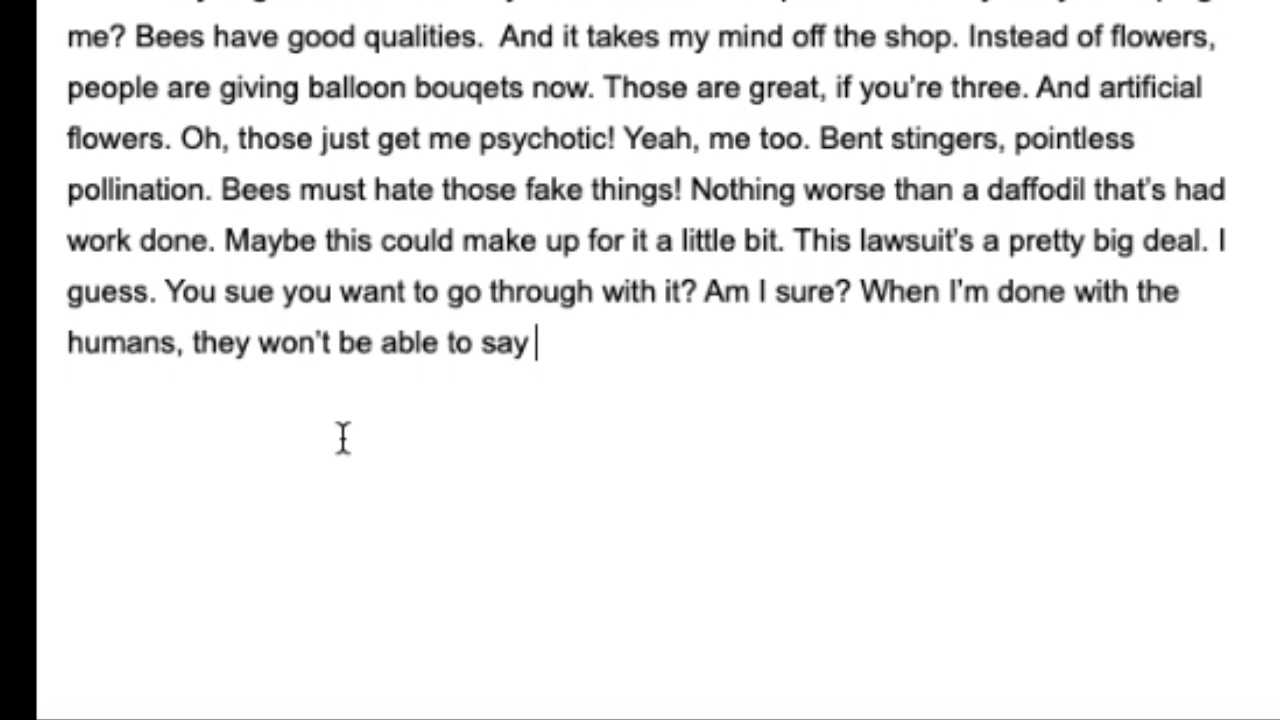 me? Bees have good qualities.  And it takes my mind off the shop. Instead of flowers,
people are giving balloon bouqets now. Those are great, if you're three. And artificial
flowers. Oh, those just get me psychotic! Yeah, me too. Bent stingers, pointless
pollination. Bees must hate those fake things! Nothing worse than a daffodil that's had
work done. Maybe this could make up for it a little bit. This lawsuit's a pretty big deal. I
guess. You sue you want to go through with it? Am I sure? When I'm done with the
humans, they won't be able to say